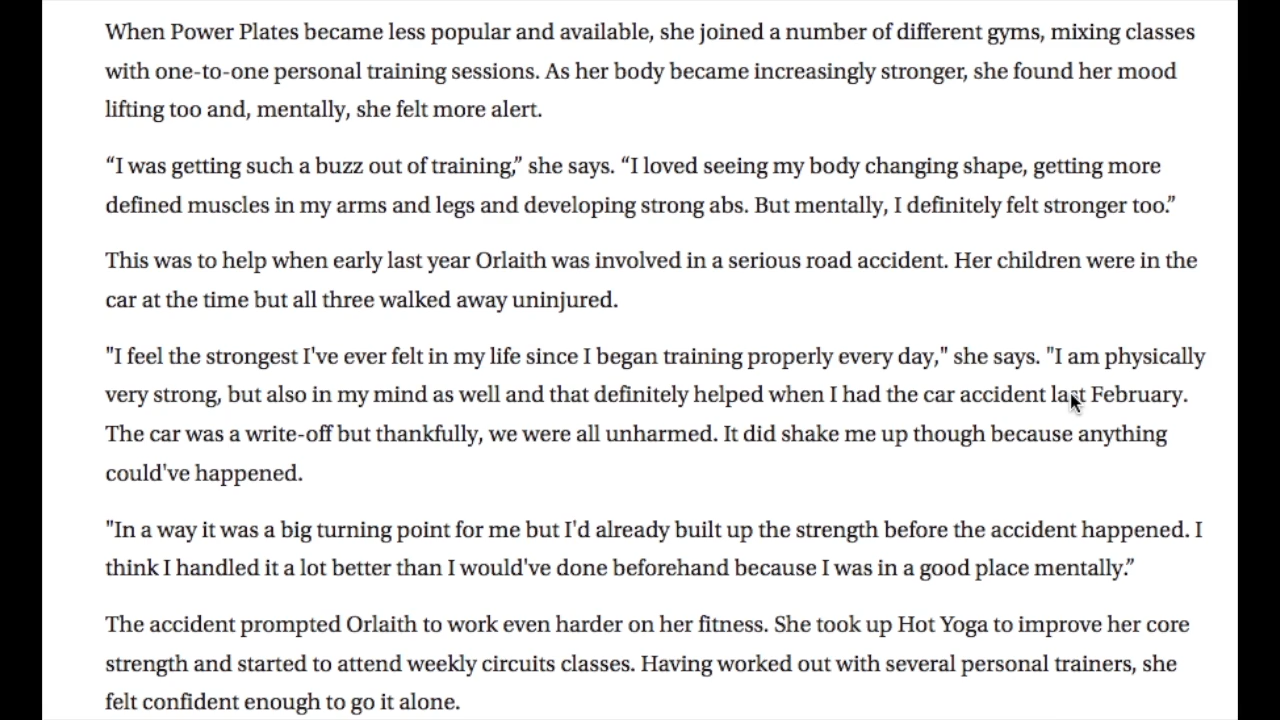 When Power Plates became less popular and available, she joined a number of different gyms, mixing classes
with one-to-one personal training sessions. As her body became increasingly stronger, she found her mood
lifting too and, mentally, she felt more alert.
“I was getting such a buzz out of training,” she says. “I loved seeing my body changing shape, getting more
defined muscles in my arms and legs and developing strong abs. But mentally, I definitely felt stronger too.”
This was to help when early last year Orlaith was involved in a serious road accident. Her children were in the
car at the time but all three walked away uninjured.
"I feel the strongest I've ever felt in my life since I began training properly every day," she says. "I am physically
very strong, but also in my mind as well and that definitely helped when I had the car accident last February.
The car was a write-off but thankfully, we were all unharmed. It did shake me up though because anything
could've happened.
"In a way it was a big turning point for me but I'd already built up the strength before the accident happened. I
think I handled it a lot better than I would've done beforehand because I was in a good place mentally.”
The accident prompted Orlaith to work even harder on her fitness. She took up Hot Yoga to improve her core
strength and started to attend weekly circuits classes. Having worked out with several personal trainers, she
felt confident enough to go it alone.